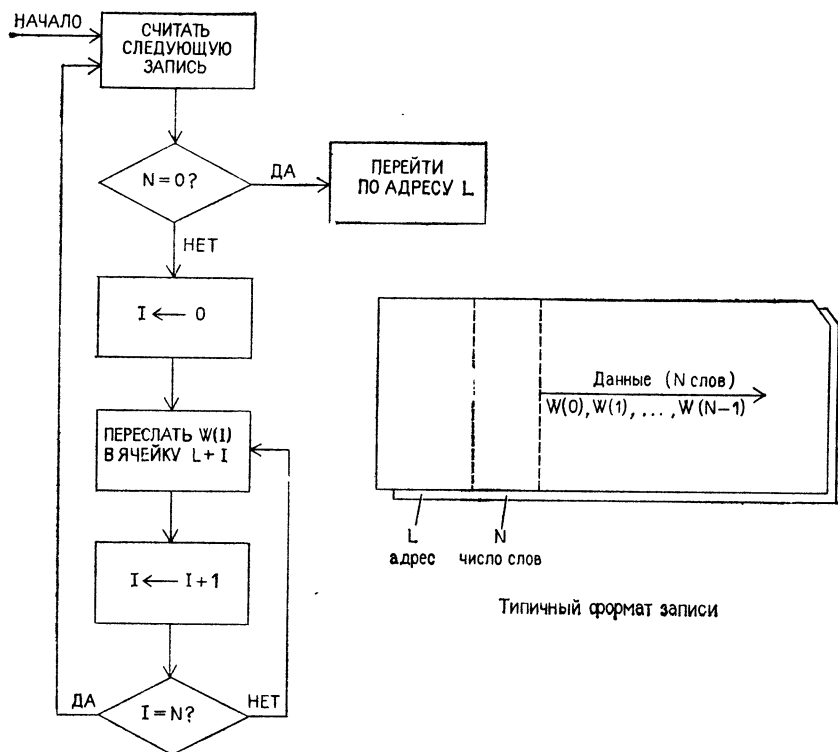 НАЧАЛО
СЧИТАТЬ
СЛЕДУЮЩУЮ
ЗАПИСЬ
N=0?
ДА
ПЕРЕЙТИ
ПО АДРЕСУ L
НЕТ
I ← 0
ПЕРЕСЛАТЬ W(I)
В ЯЧЕЙКУ L+I
I ← I+1
I=N?
ДА
НЕТ
Данные (N слов)
W(0), W(1), ..., W(N-1)
L
адрес
N
число слов
Типичный формат записи